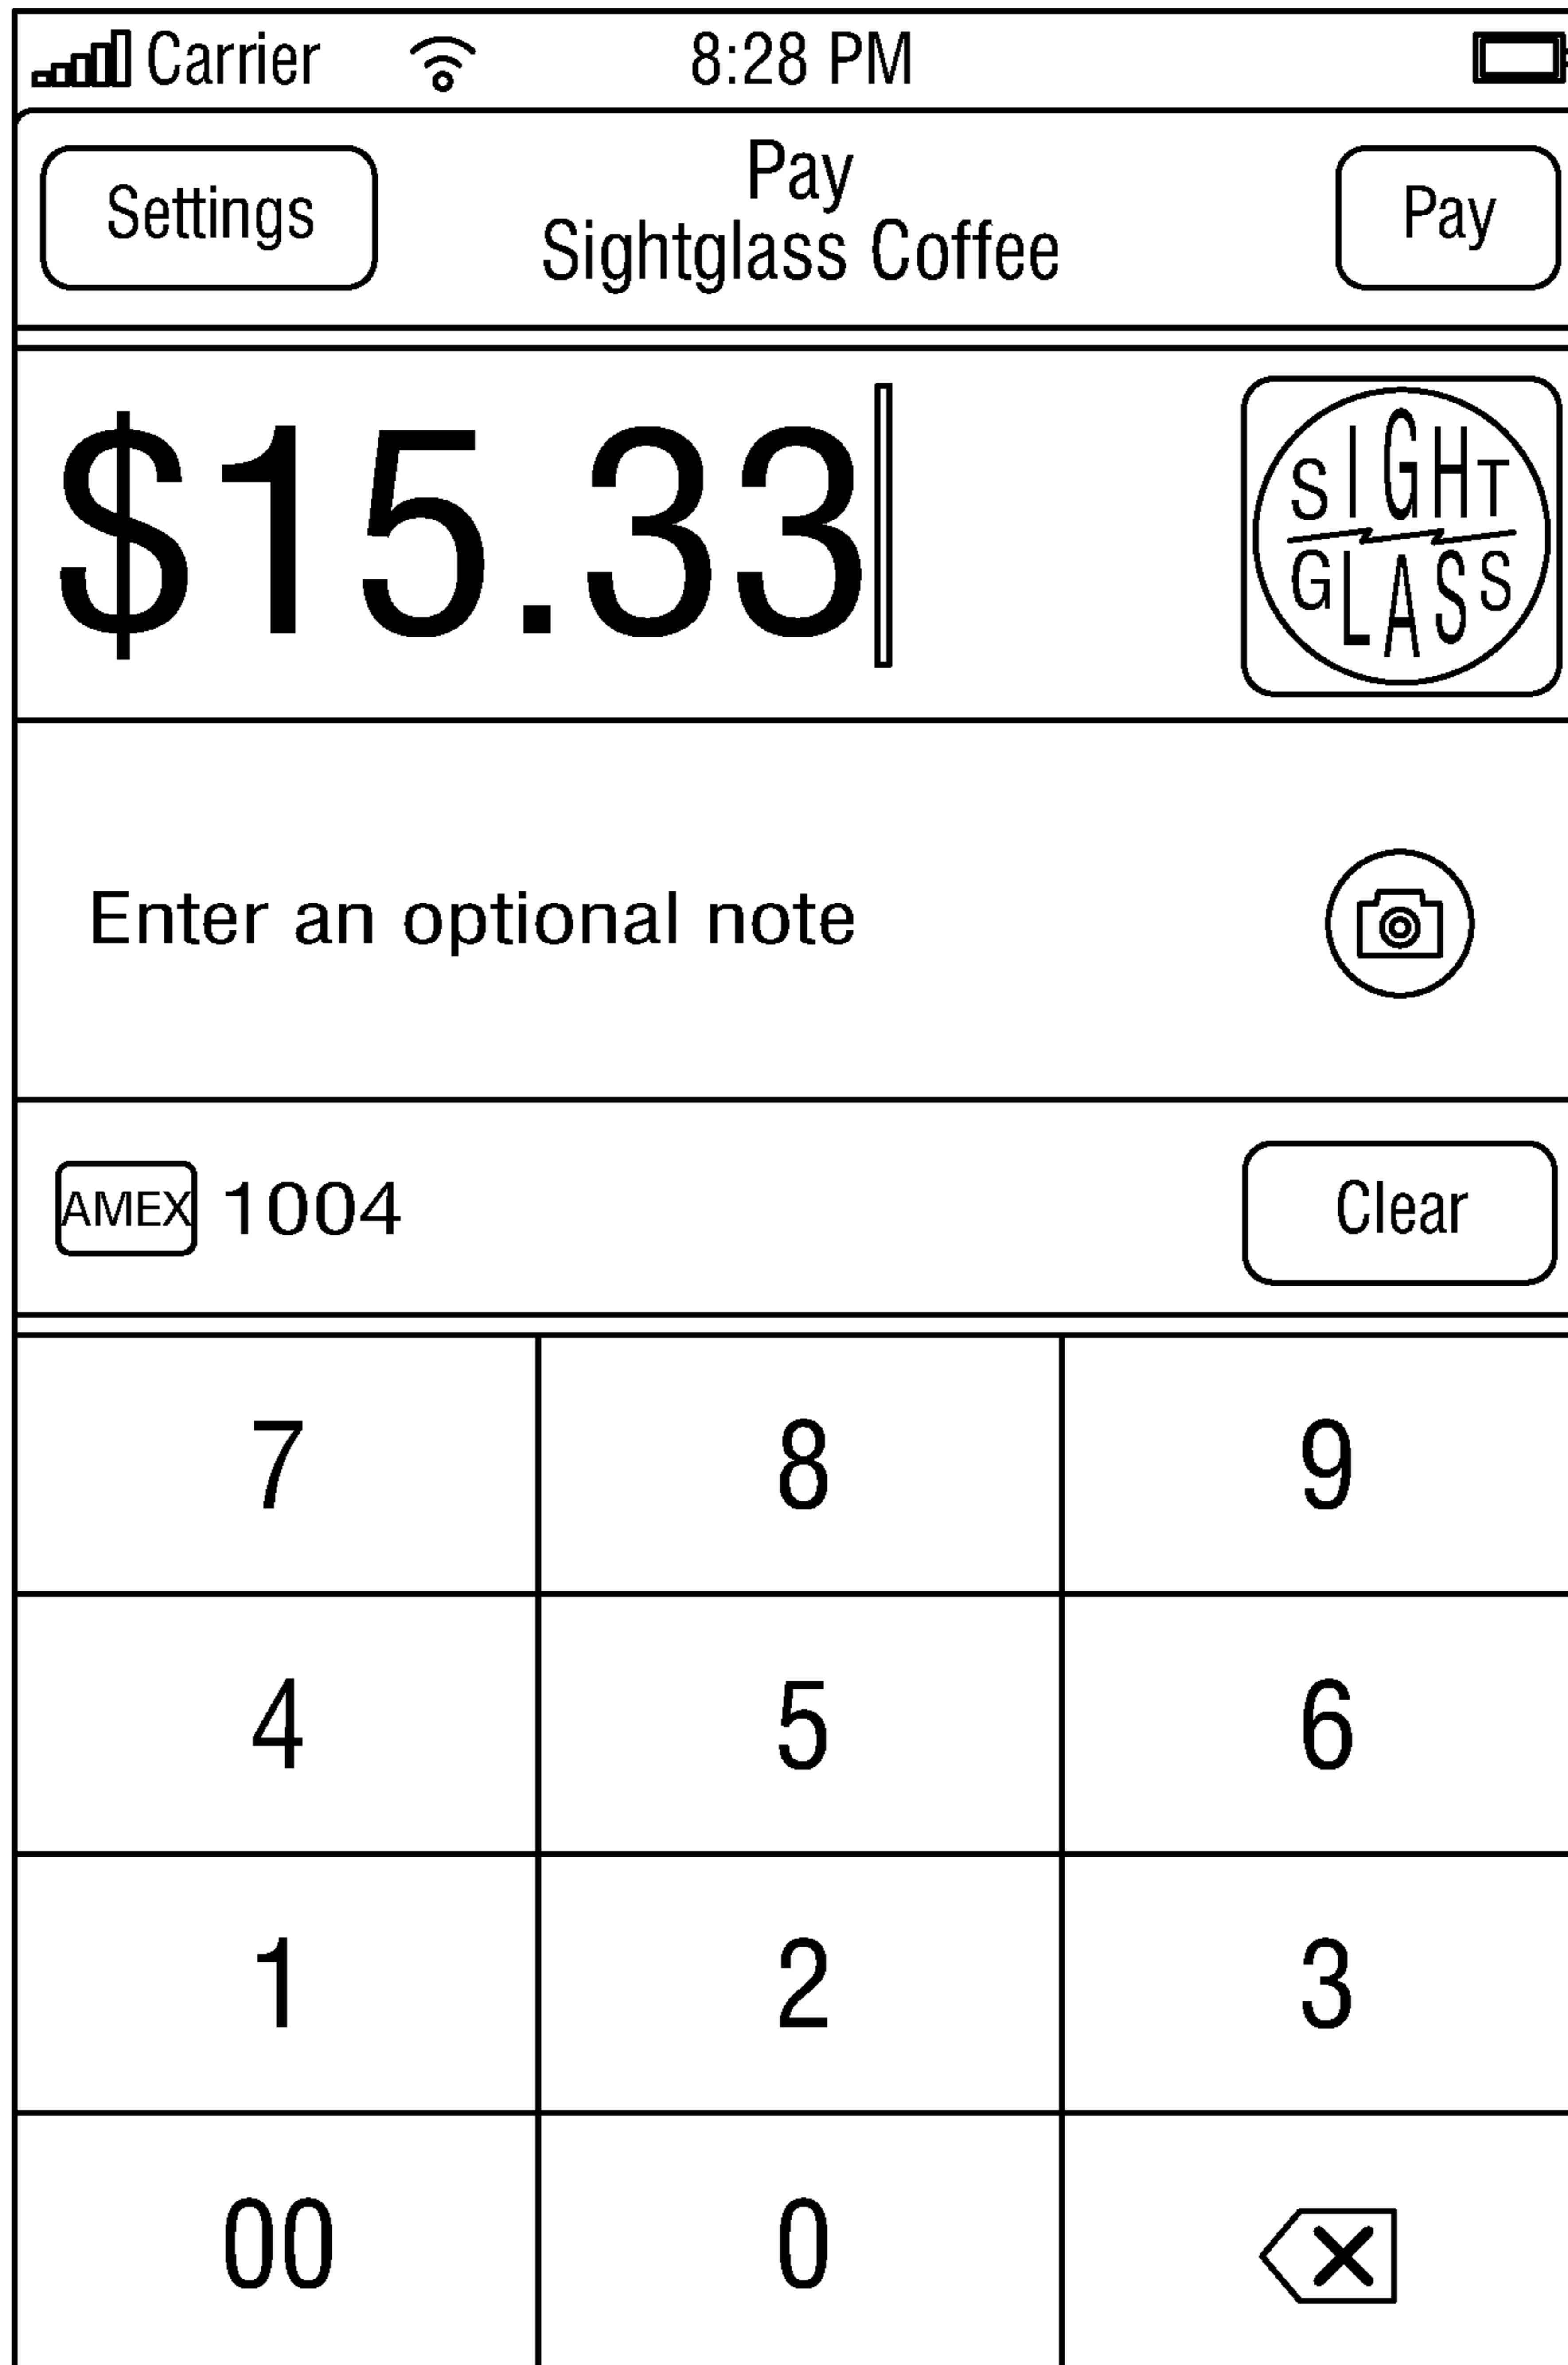 Carrier 8:28 PM
Settings
Pay
Sightglass Coffee
Pay
$15.33
SIGHT
GLASS
Enter an optional note
AMEX 1004
Clear
7 8 9
4 5 6
1 2 3
00 0